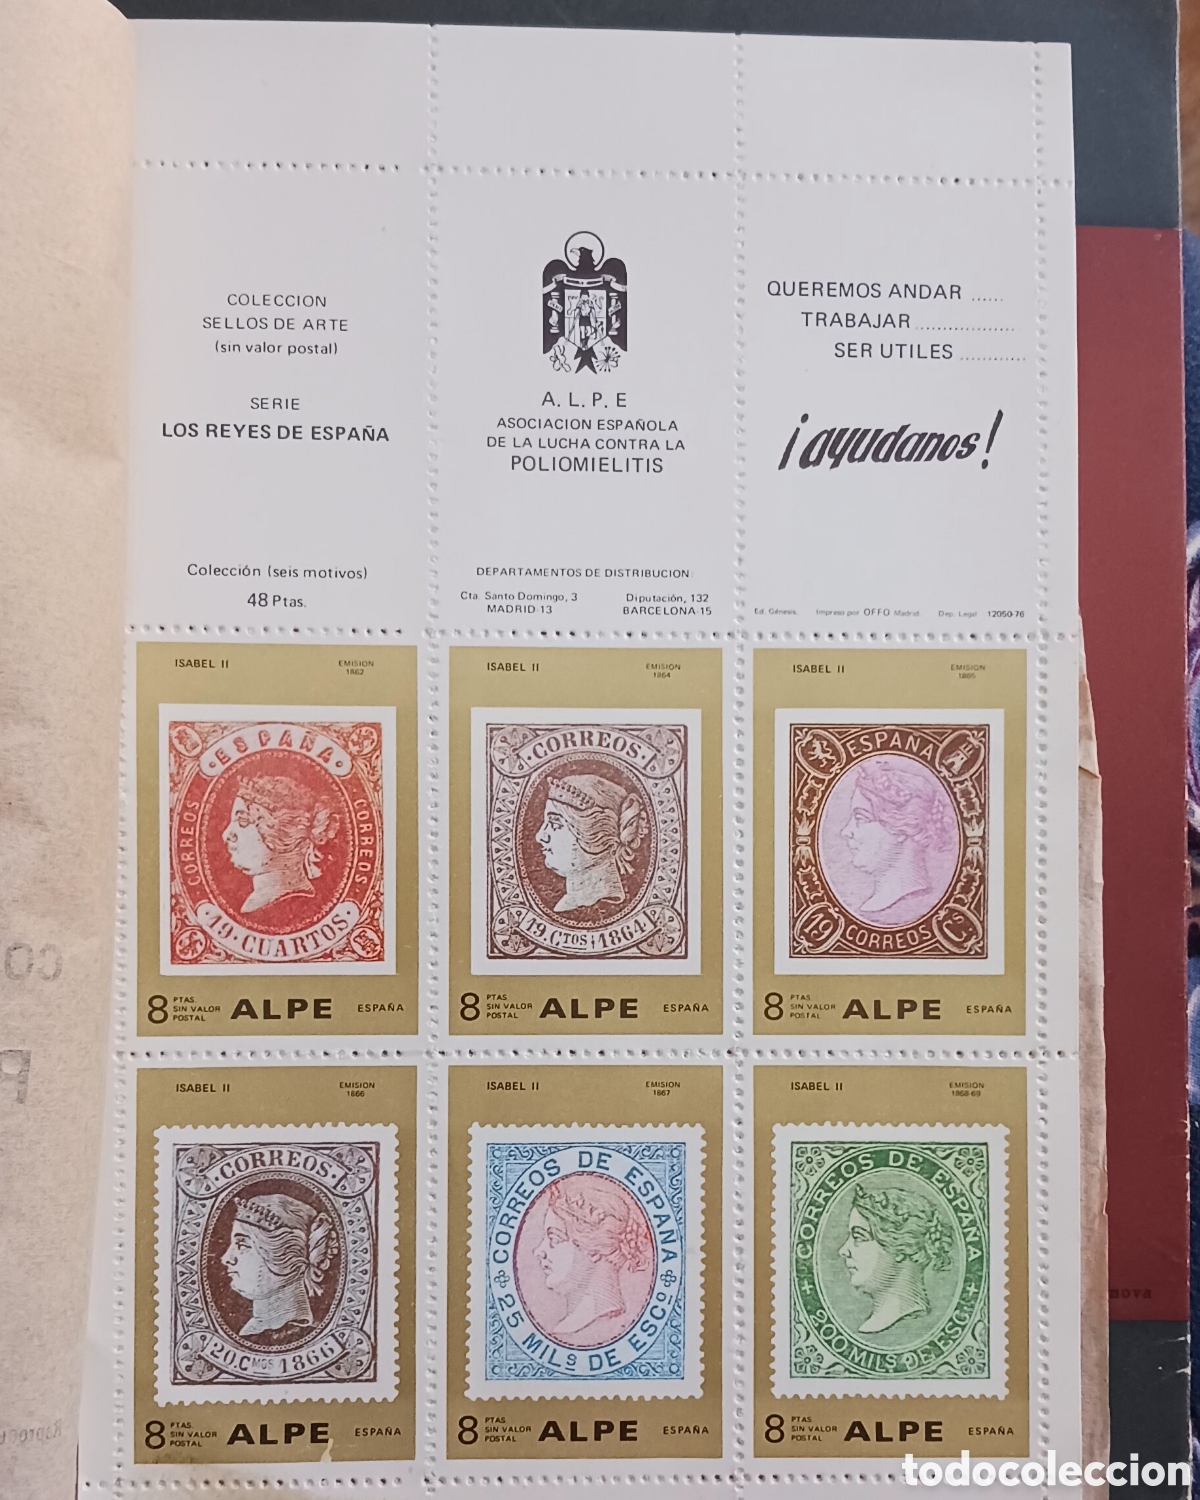 COLECCION
SELLOS DE ARTE
(sin valor postal)
SERIE
LOS REYES DE ESPAÑA
Colección (seis motivos)
48 Ptas.
A. L. P. E
ASOCIACION ESPAÑOLA
DE LA LUCHA CONTRA LA
POLIOMIELITIS
DEPARTAMENTOS DE DISTRIBUCION:
Cta. Santo Domingo, 3
MADRID-13
Diputación, 132
BARCELONA-15
QUEREMOS ANDAR ......
TRABAJAR ..................
SER UTILES ............
¡ayudanos!
Ed. Génesis. Impreso por OFFO Madrid. Dep. Legal 12050-76
ISABEL II
EMISION
1862
ESPAÑA
CORREOS
CORREOS
19 CUARTOS
8 PTAS.
SIN VALOR
POSTAL
ALPE
ESPAÑA
ISABEL II
EMISION
1864
CORREOS
19 CTOS 1864
8 PTAS.
SIN VALOR
POSTAL
ALPE
ESPAÑA
ISABEL II
EMISION
1865
ESPAÑA
19
CORREOS
CS
8 PTAS.
SIN VALOR
POSTAL
ALPE
ESPAÑA
ISABEL II
EMISION
1866
CORREOS
20.CMOS 1866
8 PTAS.
SIN VALOR
POSTAL
ALPE
ESPAÑA
ISABEL II
EMISION
1867
CORREOS DE ESPAÑA
25 MILS DE ESCO
8 PTAS.
SIN VALOR
POSTAL
ALPE
ESPAÑA
ISABEL II
EMISION
1868-69
CORREOS DE ESPAÑA
200 MILS DE ESCO
8 PTAS.
SIN VALOR
POSTAL
ALPE
ESPAÑA
nova
todocoleccion